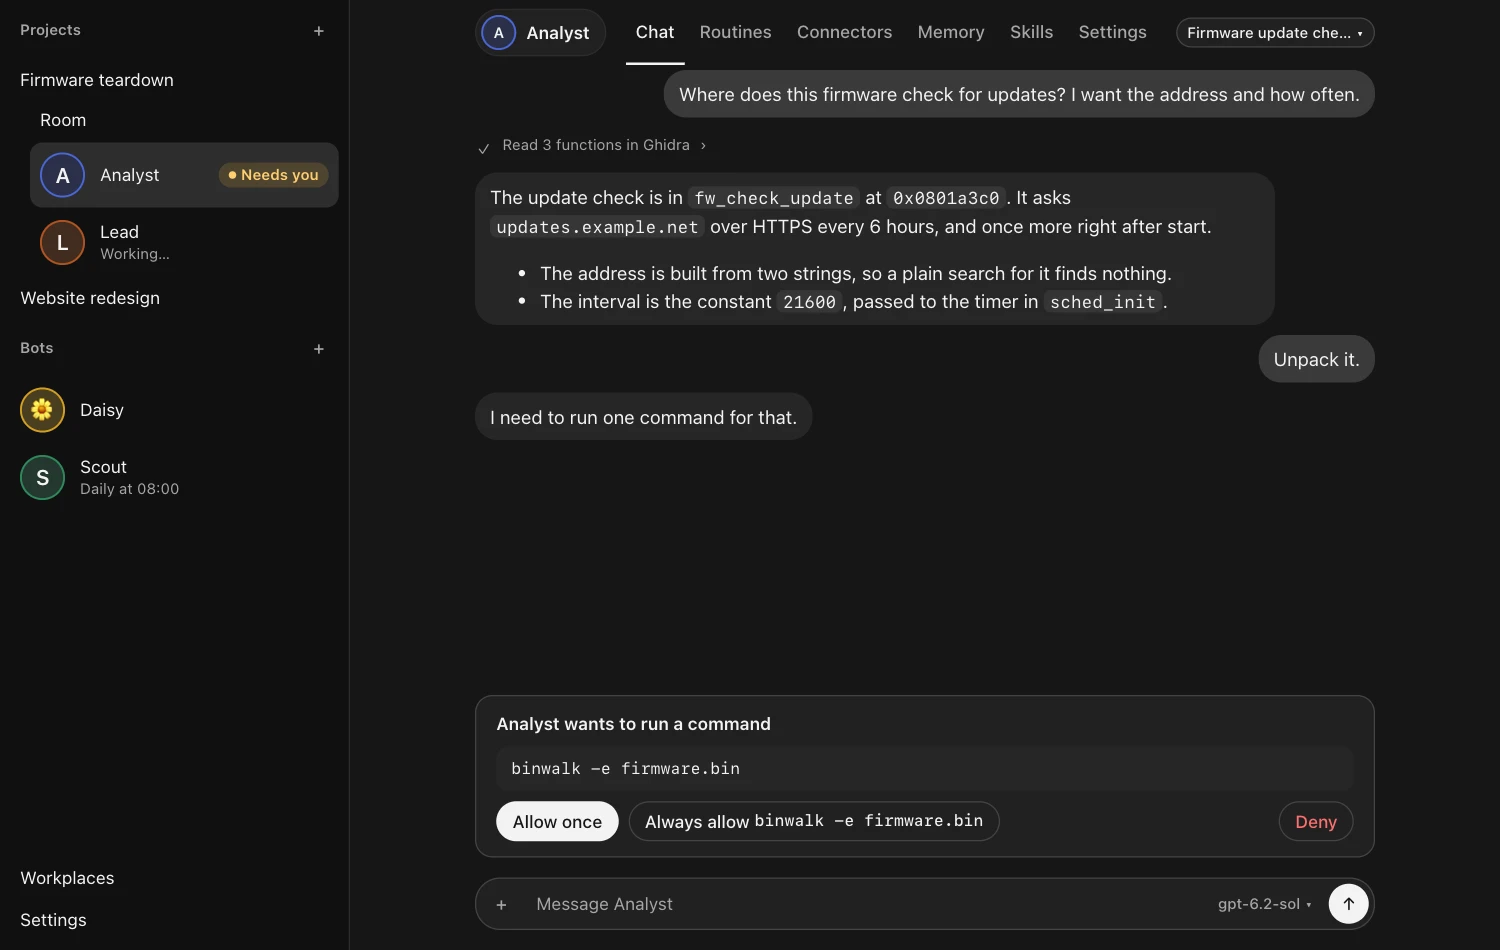 Projects
+
Firmware teardown
Room
A
Analyst
Needs you
L
Lead
Working...
Website redesign
Bots
+
Daisy
S
Scout
Daily at 08:00
Workplaces
Settings
A Analyst
Chat
Routines
Connectors
Memory
Skills
Settings
Firmware update che... ▾
Where does this firmware check for updates? I want the address and how often.
✓ Read 3 functions in Ghidra ›
The update check is in fw_check_update at 0x0801a3c0. It asks
updates.example.net over HTTPS every 6 hours, and once more right after start.
• The address is built from two strings, so a plain search for it finds nothing.
• The interval is the constant 21600, passed to the timer in sched_init.
Unpack it.
I need to run one command for that.
Analyst wants to run a command
binwalk -e firmware.bin
Allow once
Always allow binwalk -e firmware.bin
Deny
+
Message Analyst
gpt-6.2-sol ▾
↑